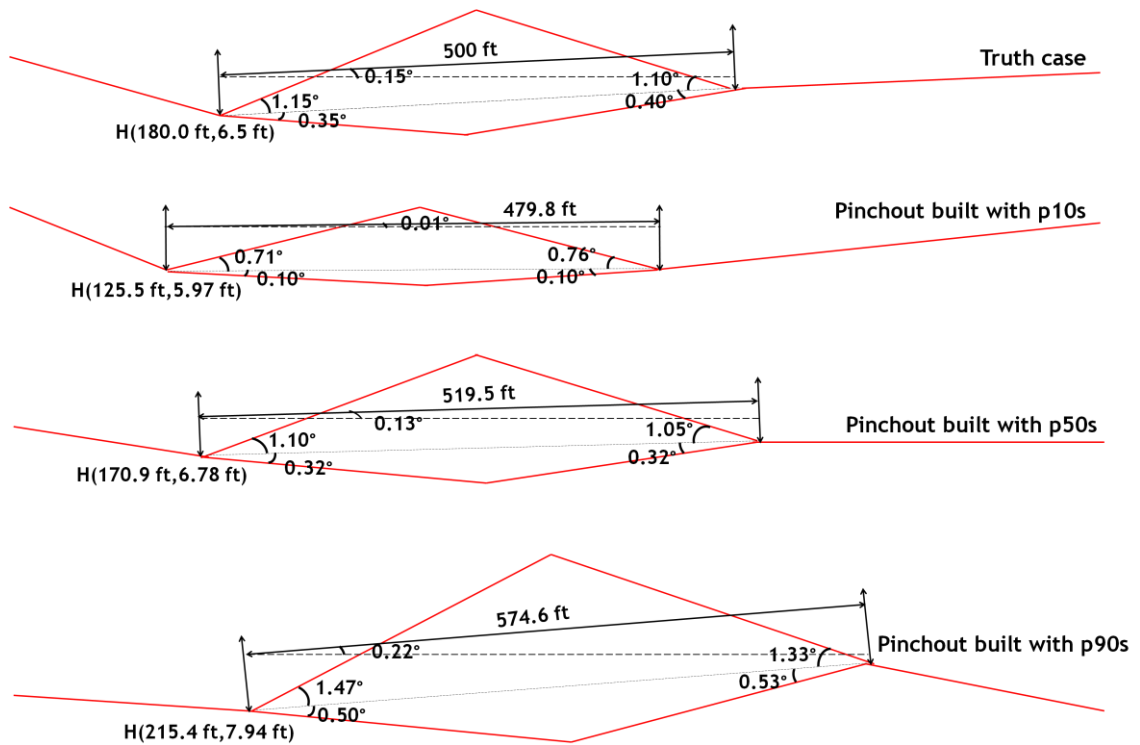 500 ft
Truth case
0.15°
1.10°
1.15°
0.40°
0.35°
H(180.0 ft,6.5 ft)
479.8 ft
Pinchout built with p10s
0.01°
0.71°
0.76°
0.10°
0.10°
H(125.5 ft,5.97 ft)
519.5 ft
0.13°
Pinchout built with p50s
1.10°
1.05°
0.32°
0.32°
H(170.9 ft,6.78 ft)
574.6 ft
0.22°
Pinchout built with p90s
1.33°
1.47°
0.53°
0.50°
H(215.4 ft,7.94 ft)